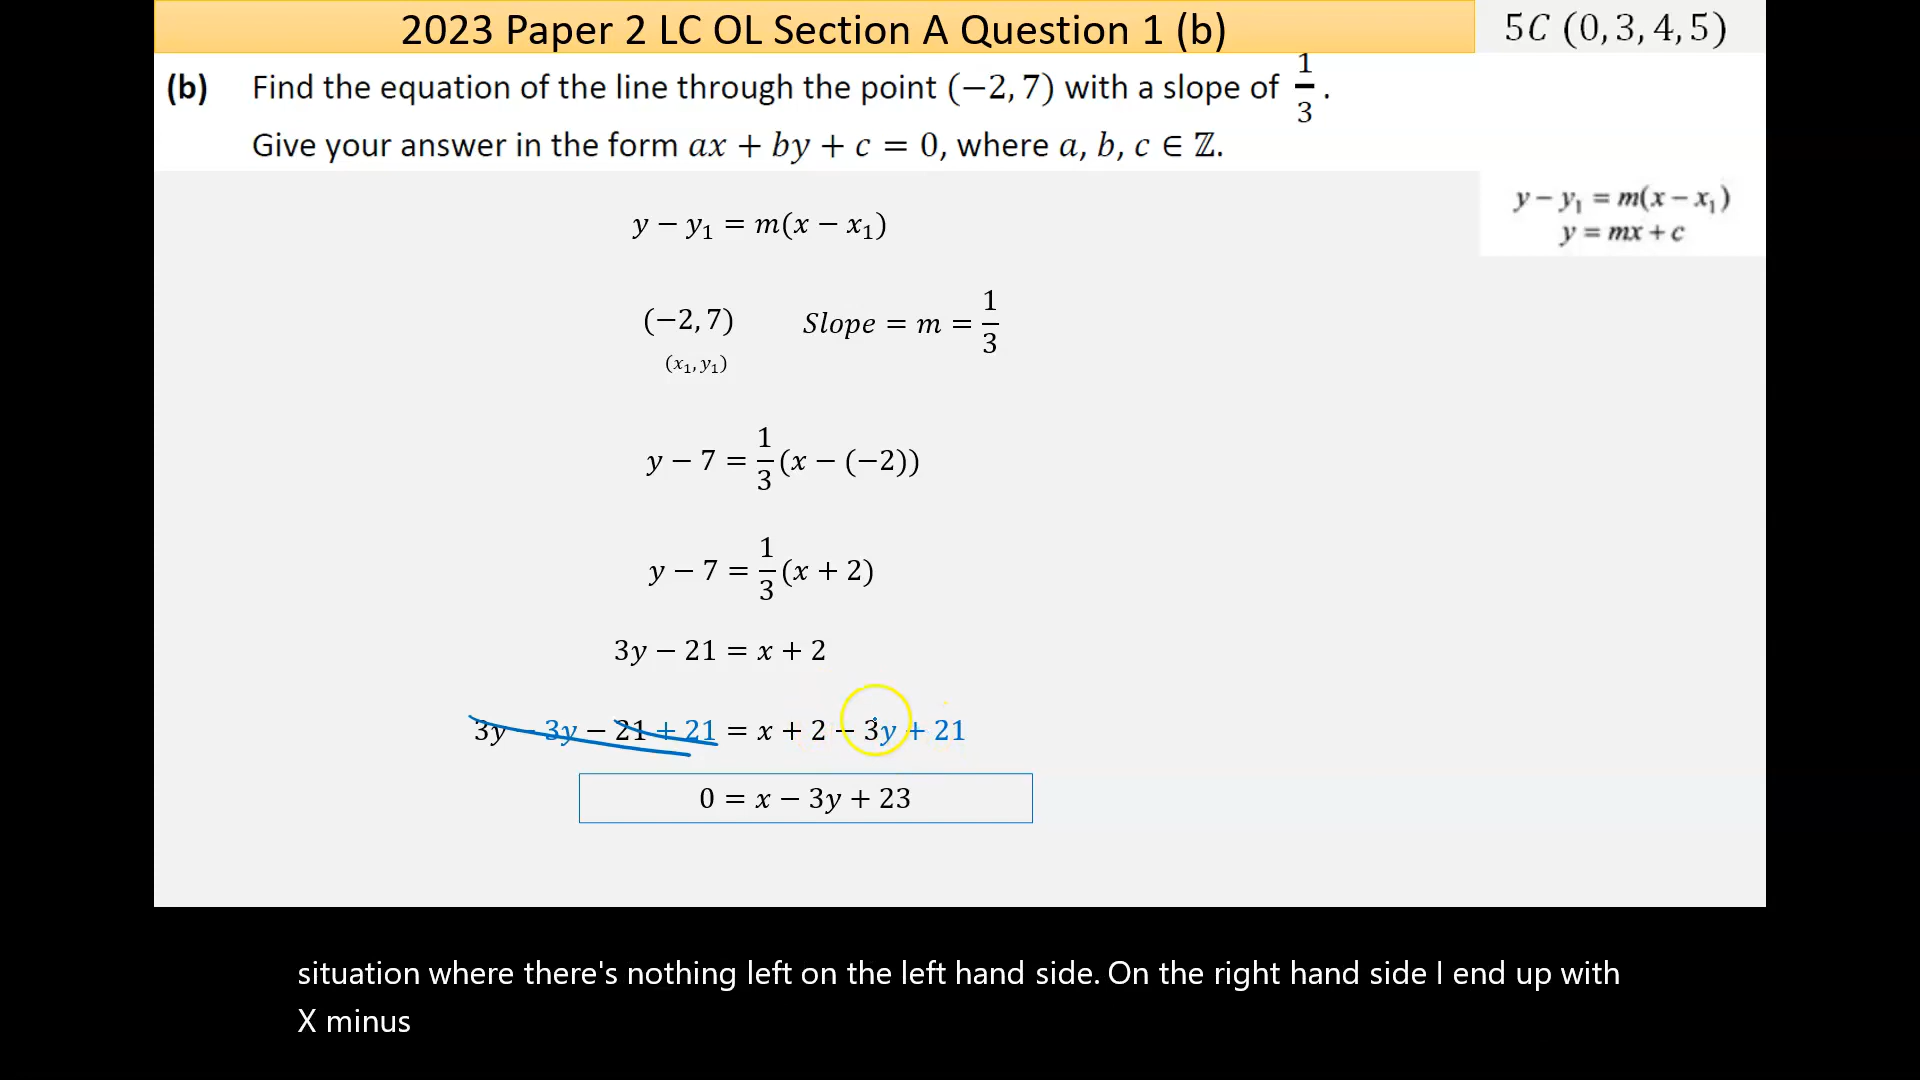 2023 Paper 2 LC OL Section A Question 1 (b)
5C (0,3,4,5)
(b) Find the equation of the line through the point (−2, 7) with a slope of 1/3.
Give your answer in the form ax + by + c = 0, where a, b, c ∈ ℤ.
y − y₁ = m(x − x₁)
y = mx + c
y − y₁ = m(x − x₁)
(−2, 7) Slope = m = 1/3
(x₁, y₁)
y − 7 = 1/3(x − (−2))
y − 7 = 1/3(x + 2)
3y − 21 = x + 2
3y − 3y − 21 + 21 = x + 2 − 3y + 21
0 = x − 3y + 23
situation where there's nothing left on the left hand side. On the right hand side I end up with
X minus